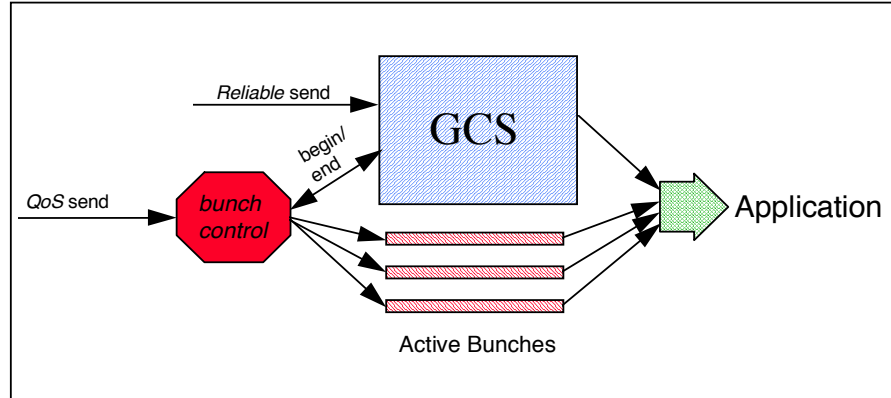 Reliable send
GCS
begin/
end
QoS send
bunch
control
Application
Active Bunches